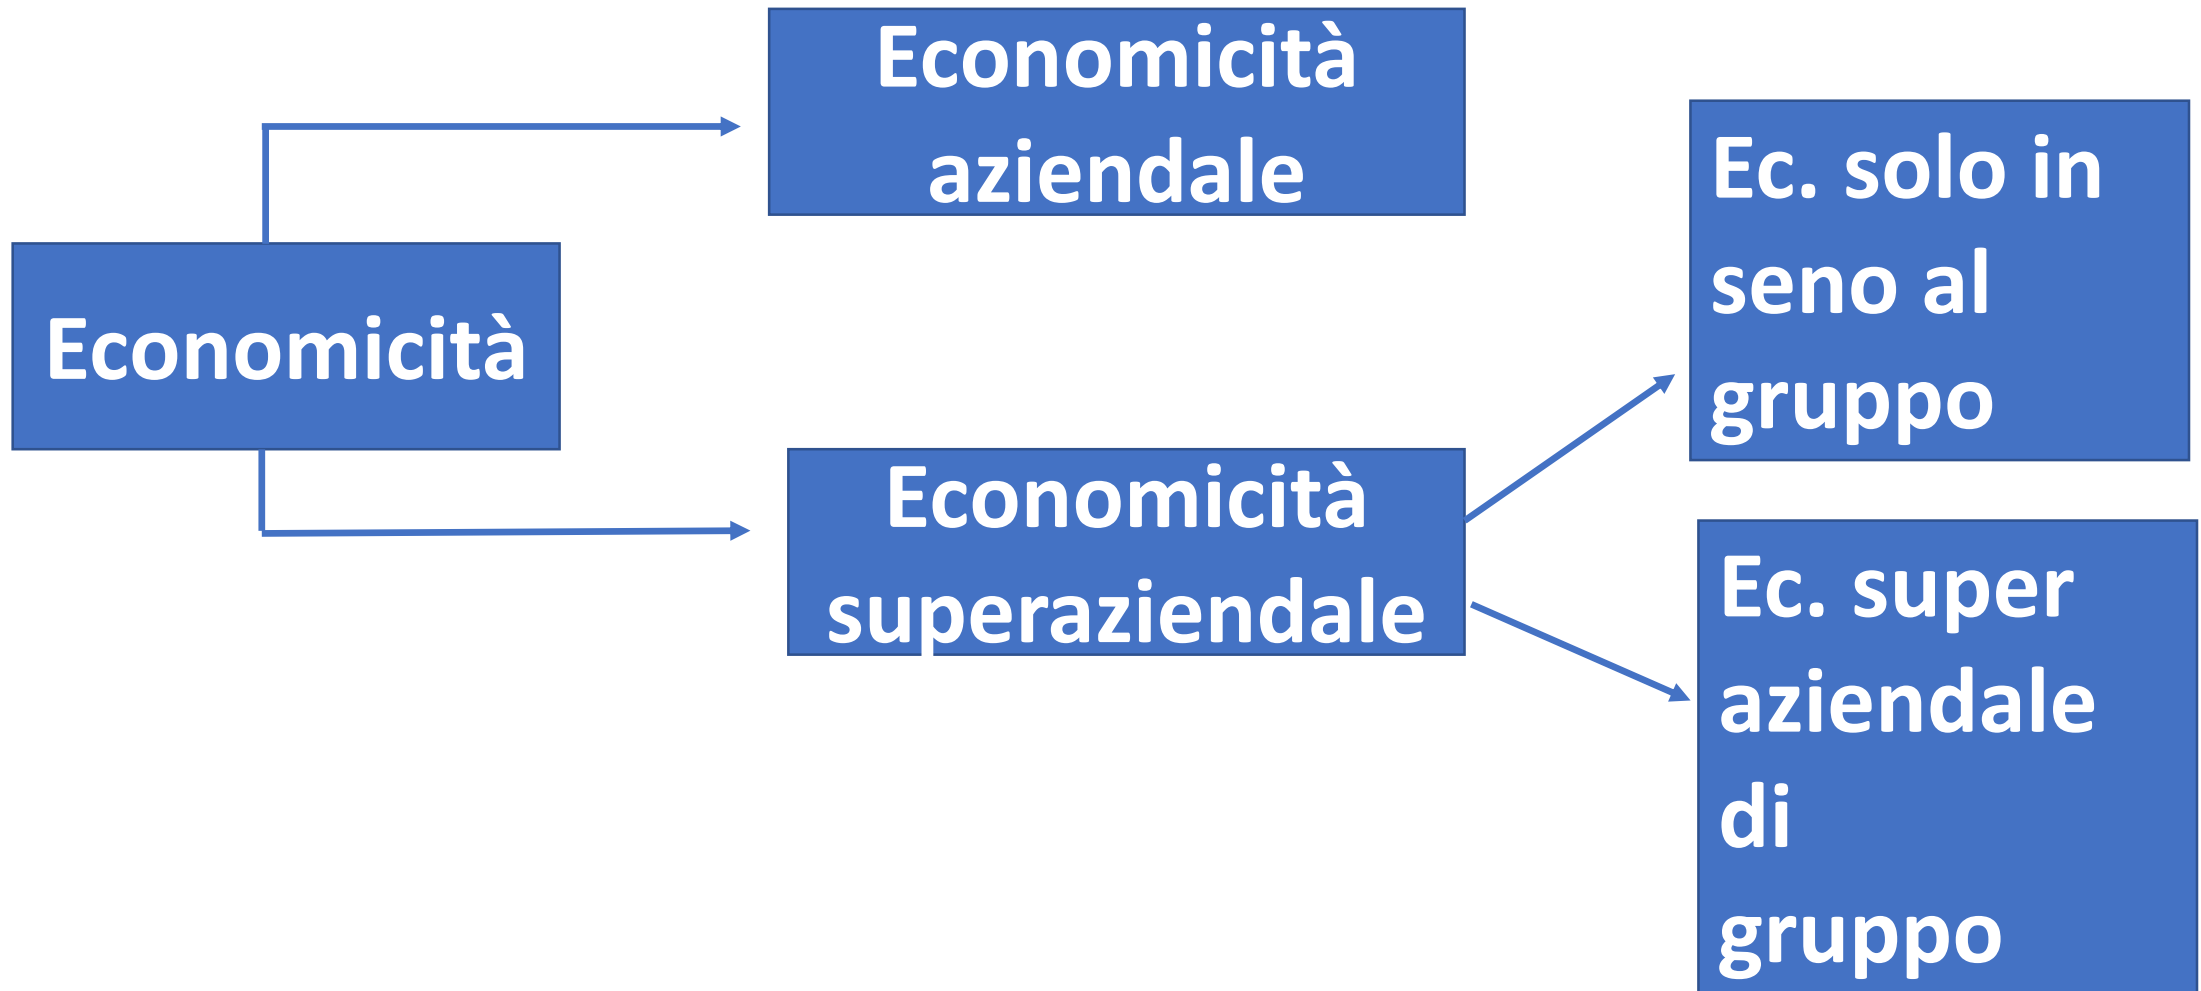 Economicità
Economicità
aziendale
Economicità
superaziendale
Ec. solo in
seno al
gruppo
Ec. super
aziendale
di
gruppo